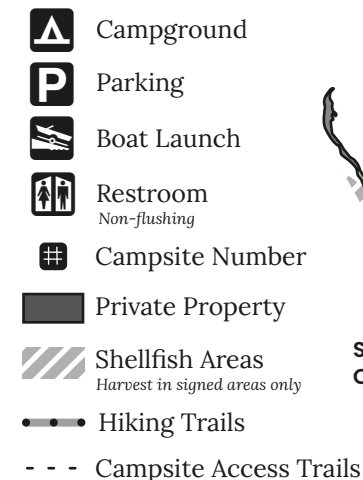 Campground
P Parking
Boat Launch
Restroom
Non-flushing
# Campsite Number
Private Property
Shellfish Areas
Harvest in signed areas only
Hiking Trails
Campsite Access Trails